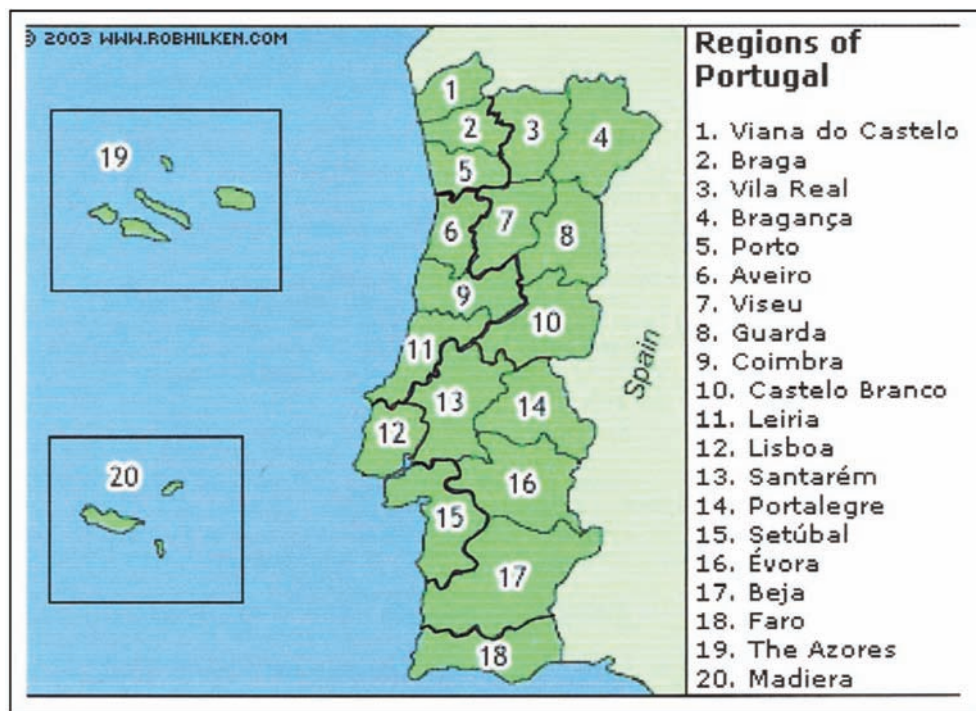 © 2003 WWW.ROBHILKEN.COM
Regions of
Portugal
1. Viana do Castelo
2. Braga
3. Vila Real
4. Bragança
5. Porto
6. Aveiro
7. Viseu
8. Guarda
9. Coimbra
10. Castelo Branco
11. Leiria
12. Lisboa
13. Santarém
14. Portalegre
15. Setúbal
16. Évora
17. Beja
18. Faro
19. The Azores
20. Madiera
1
2
3
4
5
19
6
7
8
9
10
11
Spain
13
14
12
20
16
15
17
18